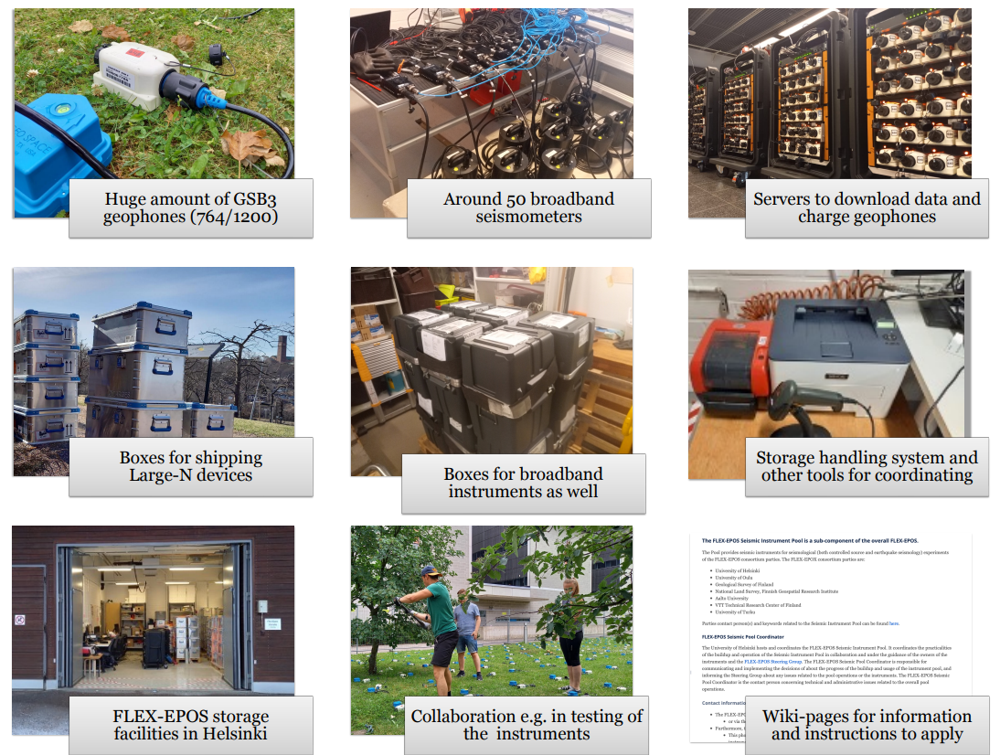 GEOSPACE
TX USA
Huge amount of GSB3
geophones (764/1200)
Around 50 broadband
seismometers
Servers to download data and
charge geophones
Boxes for shipping
Large-N devices
Boxes for broadband
instruments as well
Storage handling system and
other tools for coordinating
FLEX-EPOS storage
facilities in Helsinki
Collaboration e.g. in testing of
the instruments
The FLEX-EPOS Seismic Instrument Pool is a sub-component of the overall FLEX-EPOS.
The Pool provides seismic instruments for seismological (both controlled source and earthquake seismology) experiments
of the FLEX-EPOS consortium parties. The FLEX-EPOX consortium parties are:
• University of Helsinki
• University of Oulu
• Geological Survey of Finland
• National Land Survey, Finnish Geospatial Research Institute
• Aalto University
• VTT Technical Research Center of Finland
• University of Turku
Parties contact person(s) and keywords related to the Seismic Instrument Pool can be found here.
FLEX-EPOS Seismic Pool Coordinator
The University of Helsinki hosts and coordinates the FLEX-EPOS Seismic Instrument Pool. It coordinates the practicalities
of the buildup and operation of the Seismic Instrument Pool in collaboration and under the guidance of the owners of the
instruments and the FLEX-EPOS Steering Group. The FLEX-EPOS Seismic Pool Coordinator is responsible for
communicating and implementing the decisions of about the progress of the buildup and usage of the Instrument pool, and
informing the Steering Group about any issues related to the pool operations or the instruments. The FLEX-EPOS Seismic
Pool Coordinator is the contact person concerning technical and administrative issues related to the overall pool
operations.
Contact informatio
• The FLEX-EPO
• or via th
• Furthermore,
• This pho
Wiki-pages for information
and instructions to apply